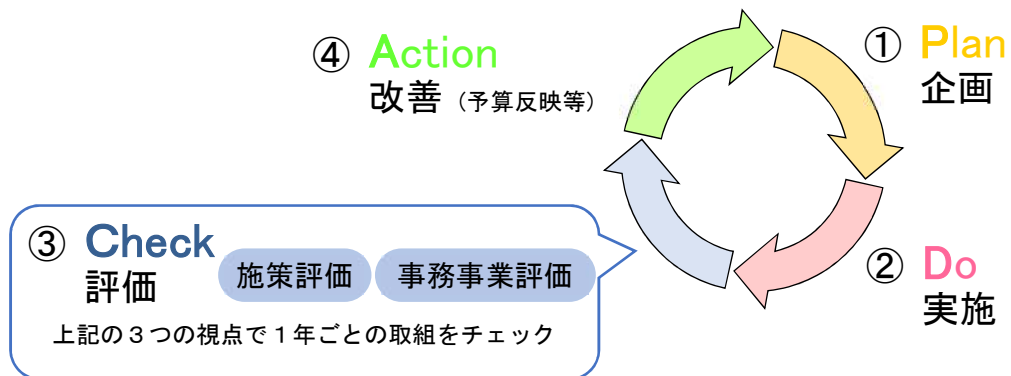 ① Plan
企画
② Do
実施
③ Check
評価
施策評価 事務事業評価
上記の３つの視点で１年ごとの取組をチェック
④ Action
改善（予算反映等）